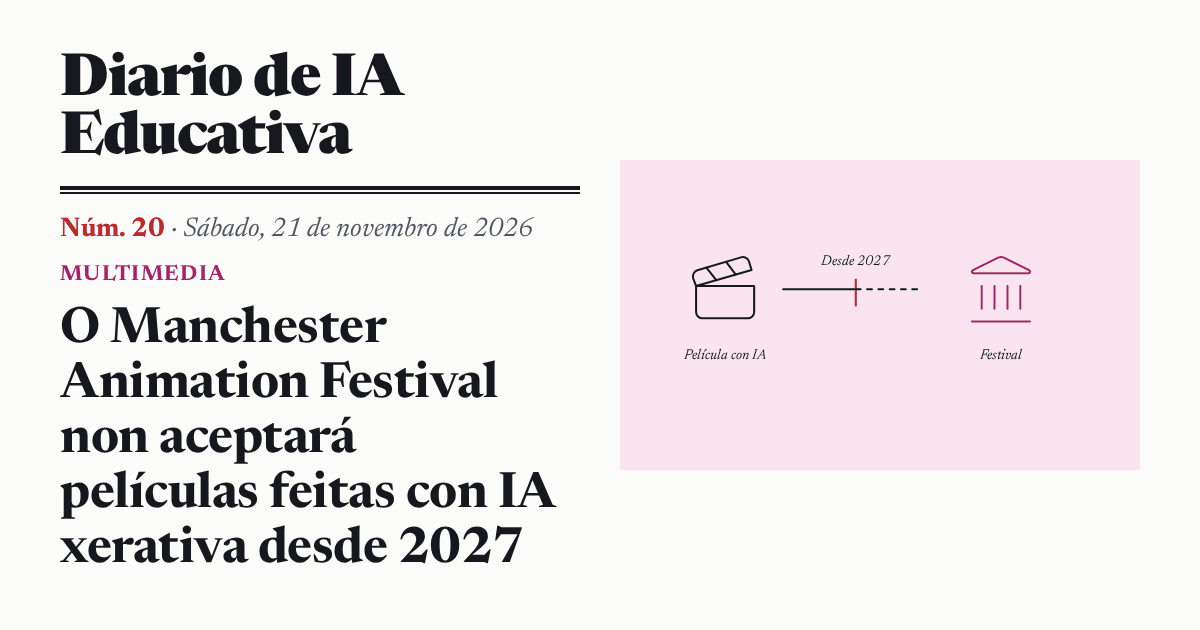 Diario de IA
Educativa
Núm. 20 · Sábado, 21 de novembro de 2026
MULTIMEDIA
O Manchester
Animation Festival
non aceptará
películas feitas con IA
xerativa desde 2027
Desde 2027
Película con IA
Festival